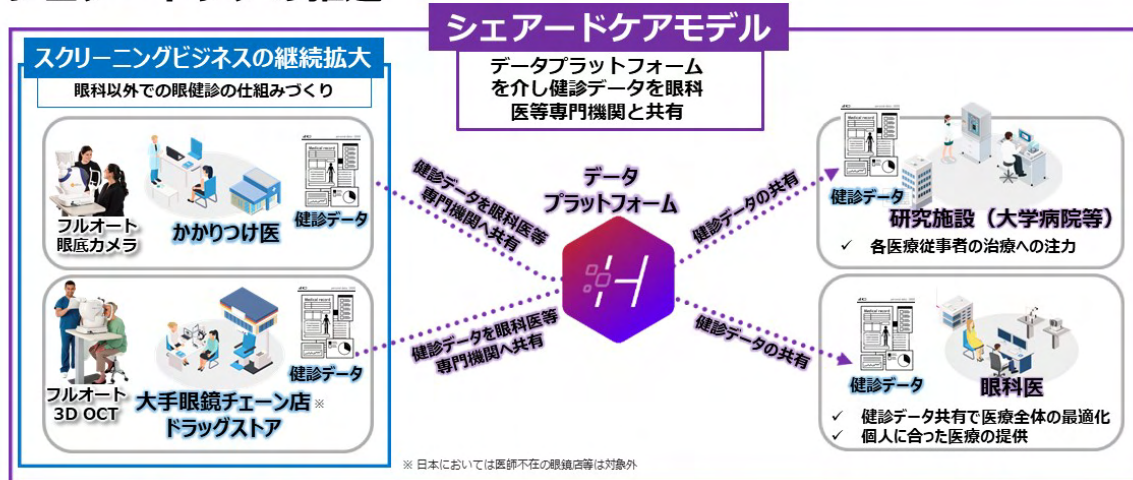 シェアードケアモデル
データプラットフォーム
を介し健診データを眼科
医等専門機関と共有
スクリーニングビジネスの継続拡大
眼科以外での眼健診の仕組みづくり
フルオート
眼底カメラ
かかりつけ医
Medical record
健診データ
フルオート
3D OCT
大手眼鏡チェーン店※
ドラッグストア
Medical record
健診データ
健診データを眼科医等
専門機関へ共有
健診データを眼科医等
専門機関へ共有
データ
プラットフォーム
健診データの共有
健診データの共有
Medical record
健診データ
研究施設（大学病院等）
✓ 各医療従事者の治療への注力
Medical record
健診データ
眼科医
✓ 健診データ共有で医療全体の最適化
✓ 個人に合った医療の提供
※ 日本においては医師不在の眼鏡店等は対象外